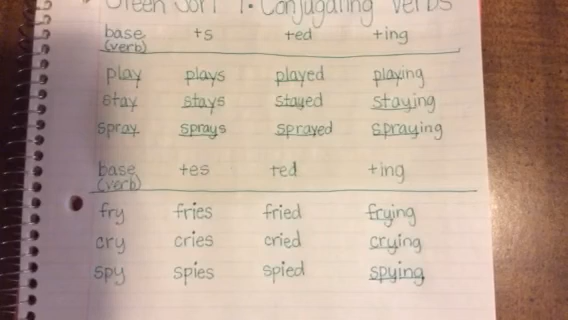 Green Sort 1: Conjugating Verbs
base +s +ed +ing
(verb)
play plays played playing
stay stays stayed staying
spray sprays sprayed spraying
base +es +ed +ing
(verb)
fry fries fried frying
cry cries cried crying
spy spies spied spying